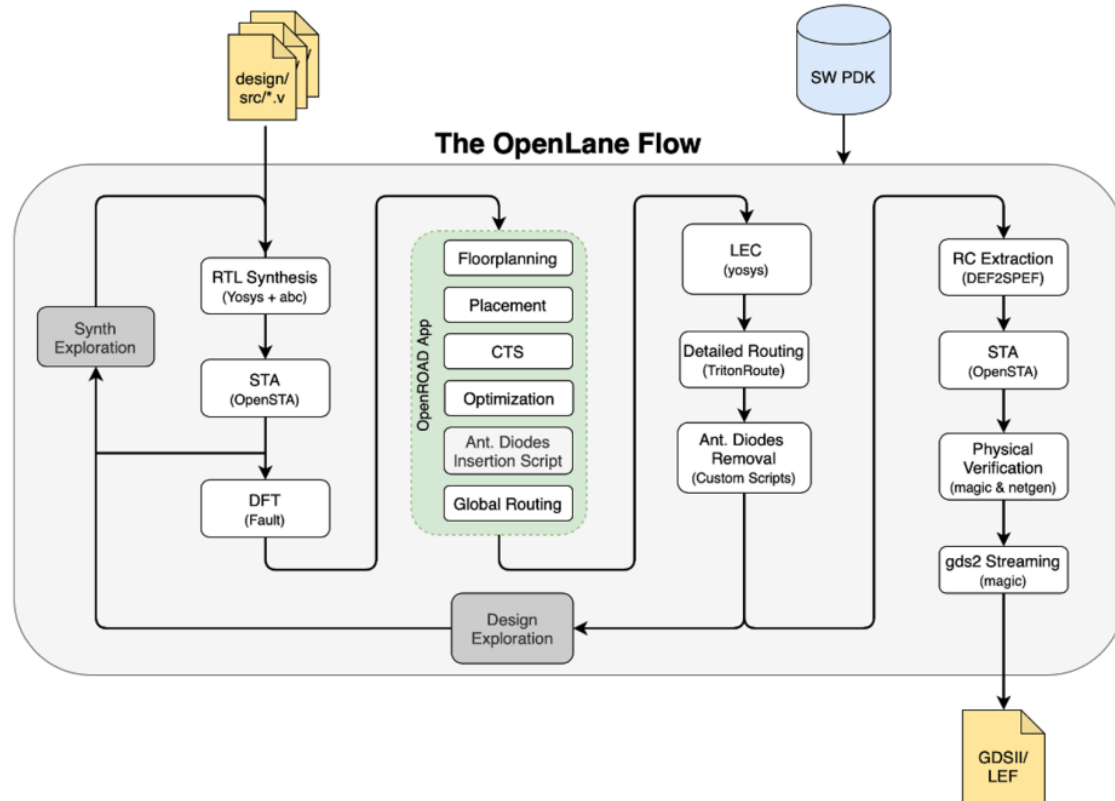 design/
src/*.v
SW PDK
The OpenLane Flow
RTL Synthesis
(Yosys + abc)
Synth
Exploration
STA
(OpenSTA)
DFT
(Fault)
OpenROAD App
Floorplanning
Placement
CTS
Optimization
Ant. Diodes
Insertion Script
Global Routing
LEC
(yosys)
Detailed Routing
(TritonRoute)
Ant. Diodes
Removal
(Custom Scripts)
Design
Exploration
RC Extraction
(DEF2SPEF)
STA
(OpenSTA)
Physical
Verification
(magic & netgen)
gds2 Streaming
(magic)
GDSII/
LEF